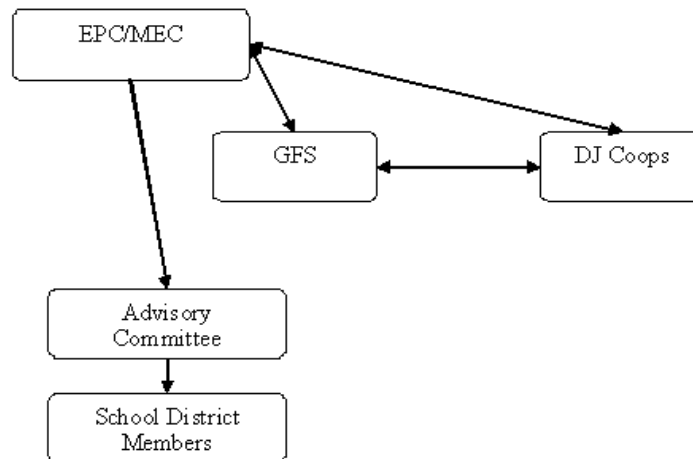 EPC/MEC
GFS
DJ Coops
Advisory
Committee
School District
Members